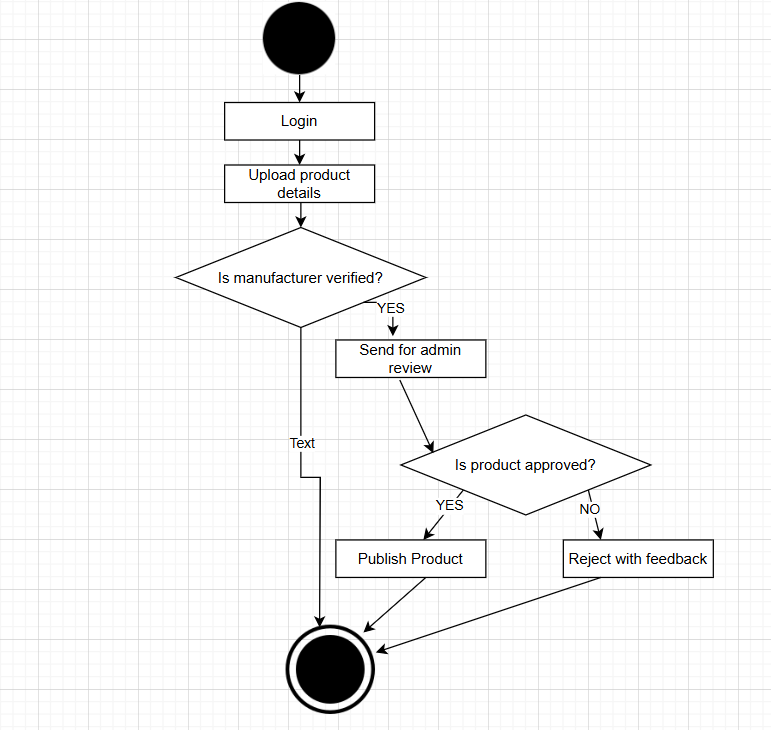 Login
Upload product
details
Is manufacturer verified?
YES
Send for admin
review
Text
Is product approved?
YES
NO
Publish Product
Reject with feedback